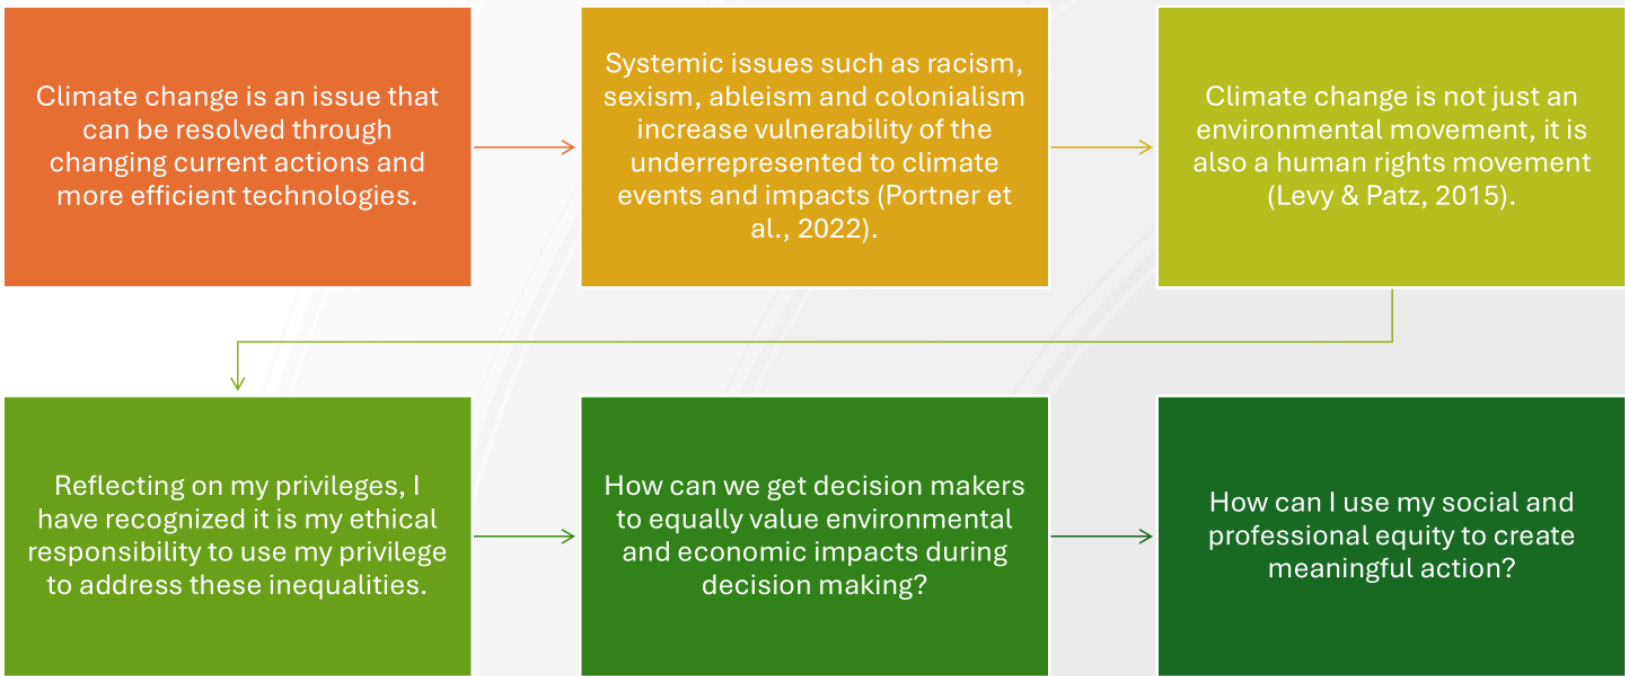 Climate change is an issue that
can be resolved through
changing current actions and
more efficient technologies.
Systemic issues such as racism,
sexism, ableism and colonialism
increase vulnerability of the
underrepresented to climate
events and impacts (Portner et
al., 2022).
Climate change is not just an
environmental movement, it is
also a human rights movement
(Levy & Patz, 2015).
Reflecting on my privileges, I
have recognized it is my ethical
responsibility to use my privilege
to address these inequalities.
How can we get decision makers
to equally value environmental
and economic impacts during
decision making?
How can I use my social and
professional equity to create
meaningful action?